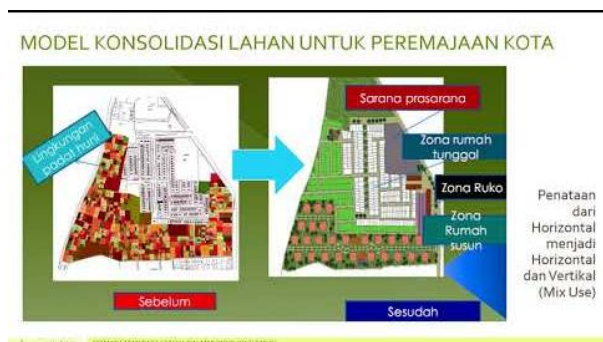 MODEL KONSOLIDASI LAHAN UNTUK PEREMAJAAN KOTA
Lingkungan
padat huni
Sebelum
Sarana prasarana
Zona rumah
tunggal
Zona Ruko
Zona
Rumah
susun
Sesudah
Penataan
dari
Horizontal
menjadi
Horizontal
dan Vertikal
(Mix Use)